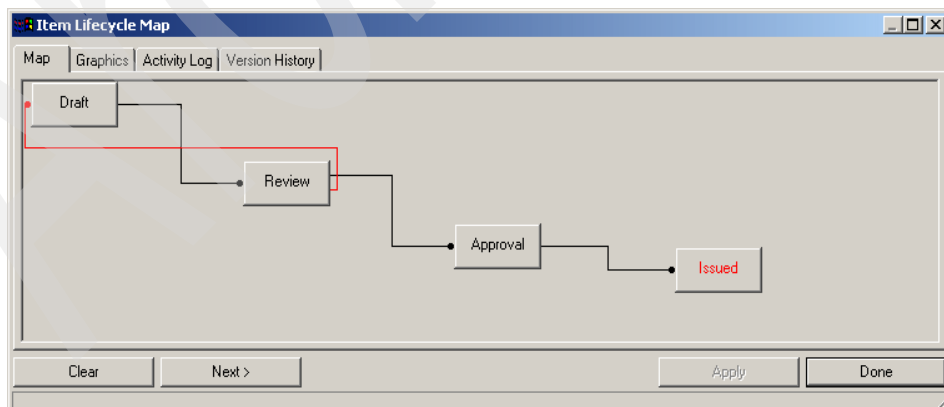 Item Lifecycle Map
Map Graphics Activity Log Version History
Draft
Review
Approval
Issued
Clear Next > Apply Done